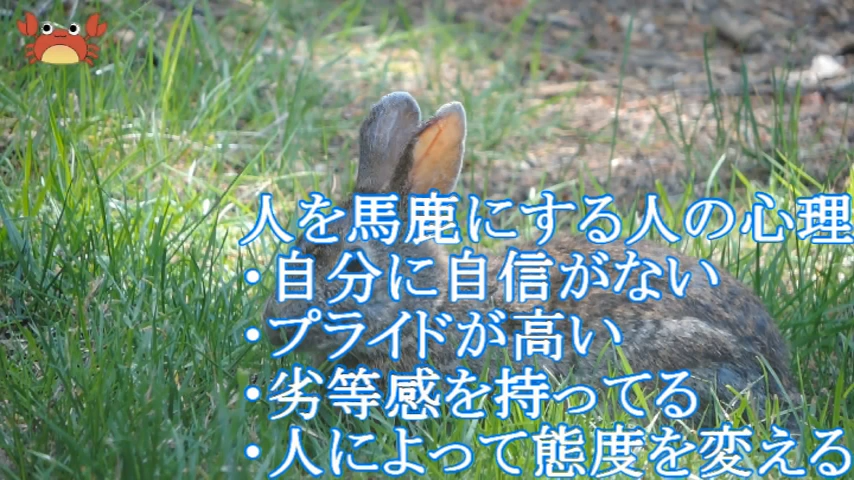 人を馬鹿にする人の心理
・自分に自信がない
・プライドが高い
・劣等感を持ってる
・人によって態度を変える